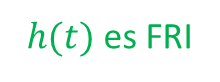 h(t) es FRI